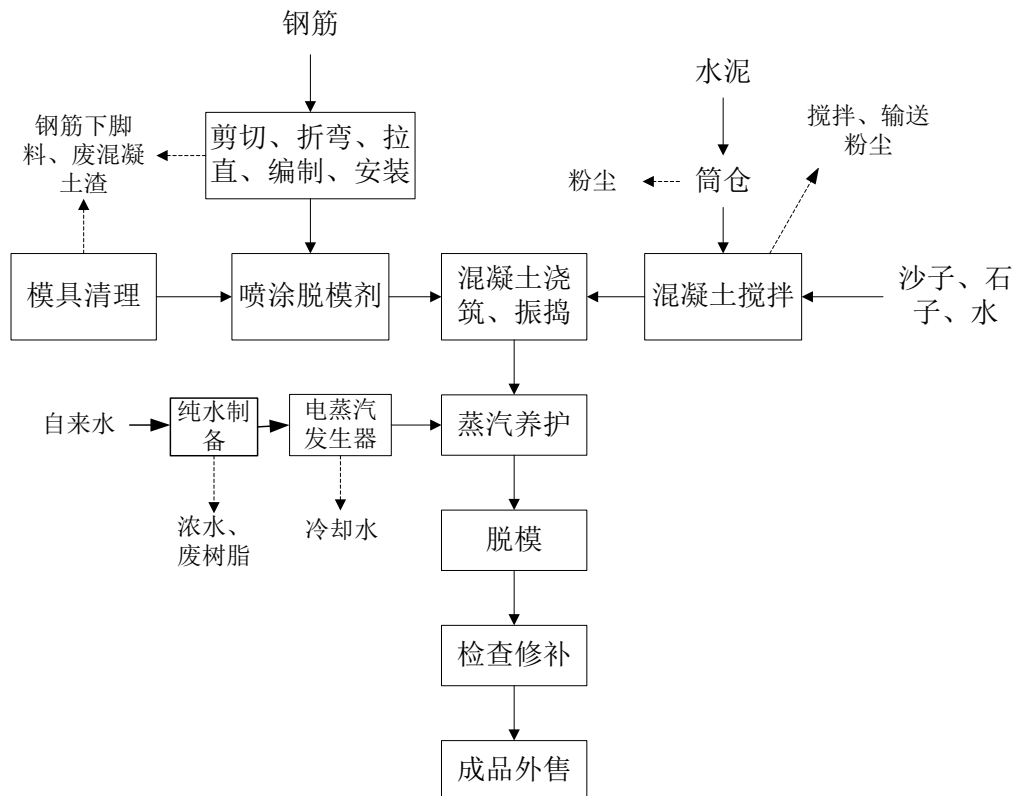 钢筋
水泥
钢筋下脚
料、废混凝
土渣
剪切、折弯、拉
直、编制、安装
搅拌、输送
粉尘
粉尘
筒仓
模具清理
喷涂脱模剂
混凝土浇
筑、振捣
混凝土搅拌
沙子、石
子、水
自来水
纯水制
备
电蒸汽
发生器
蒸汽养护
浓水、
废树脂
冷却水
脱模
检查修补
成品外售